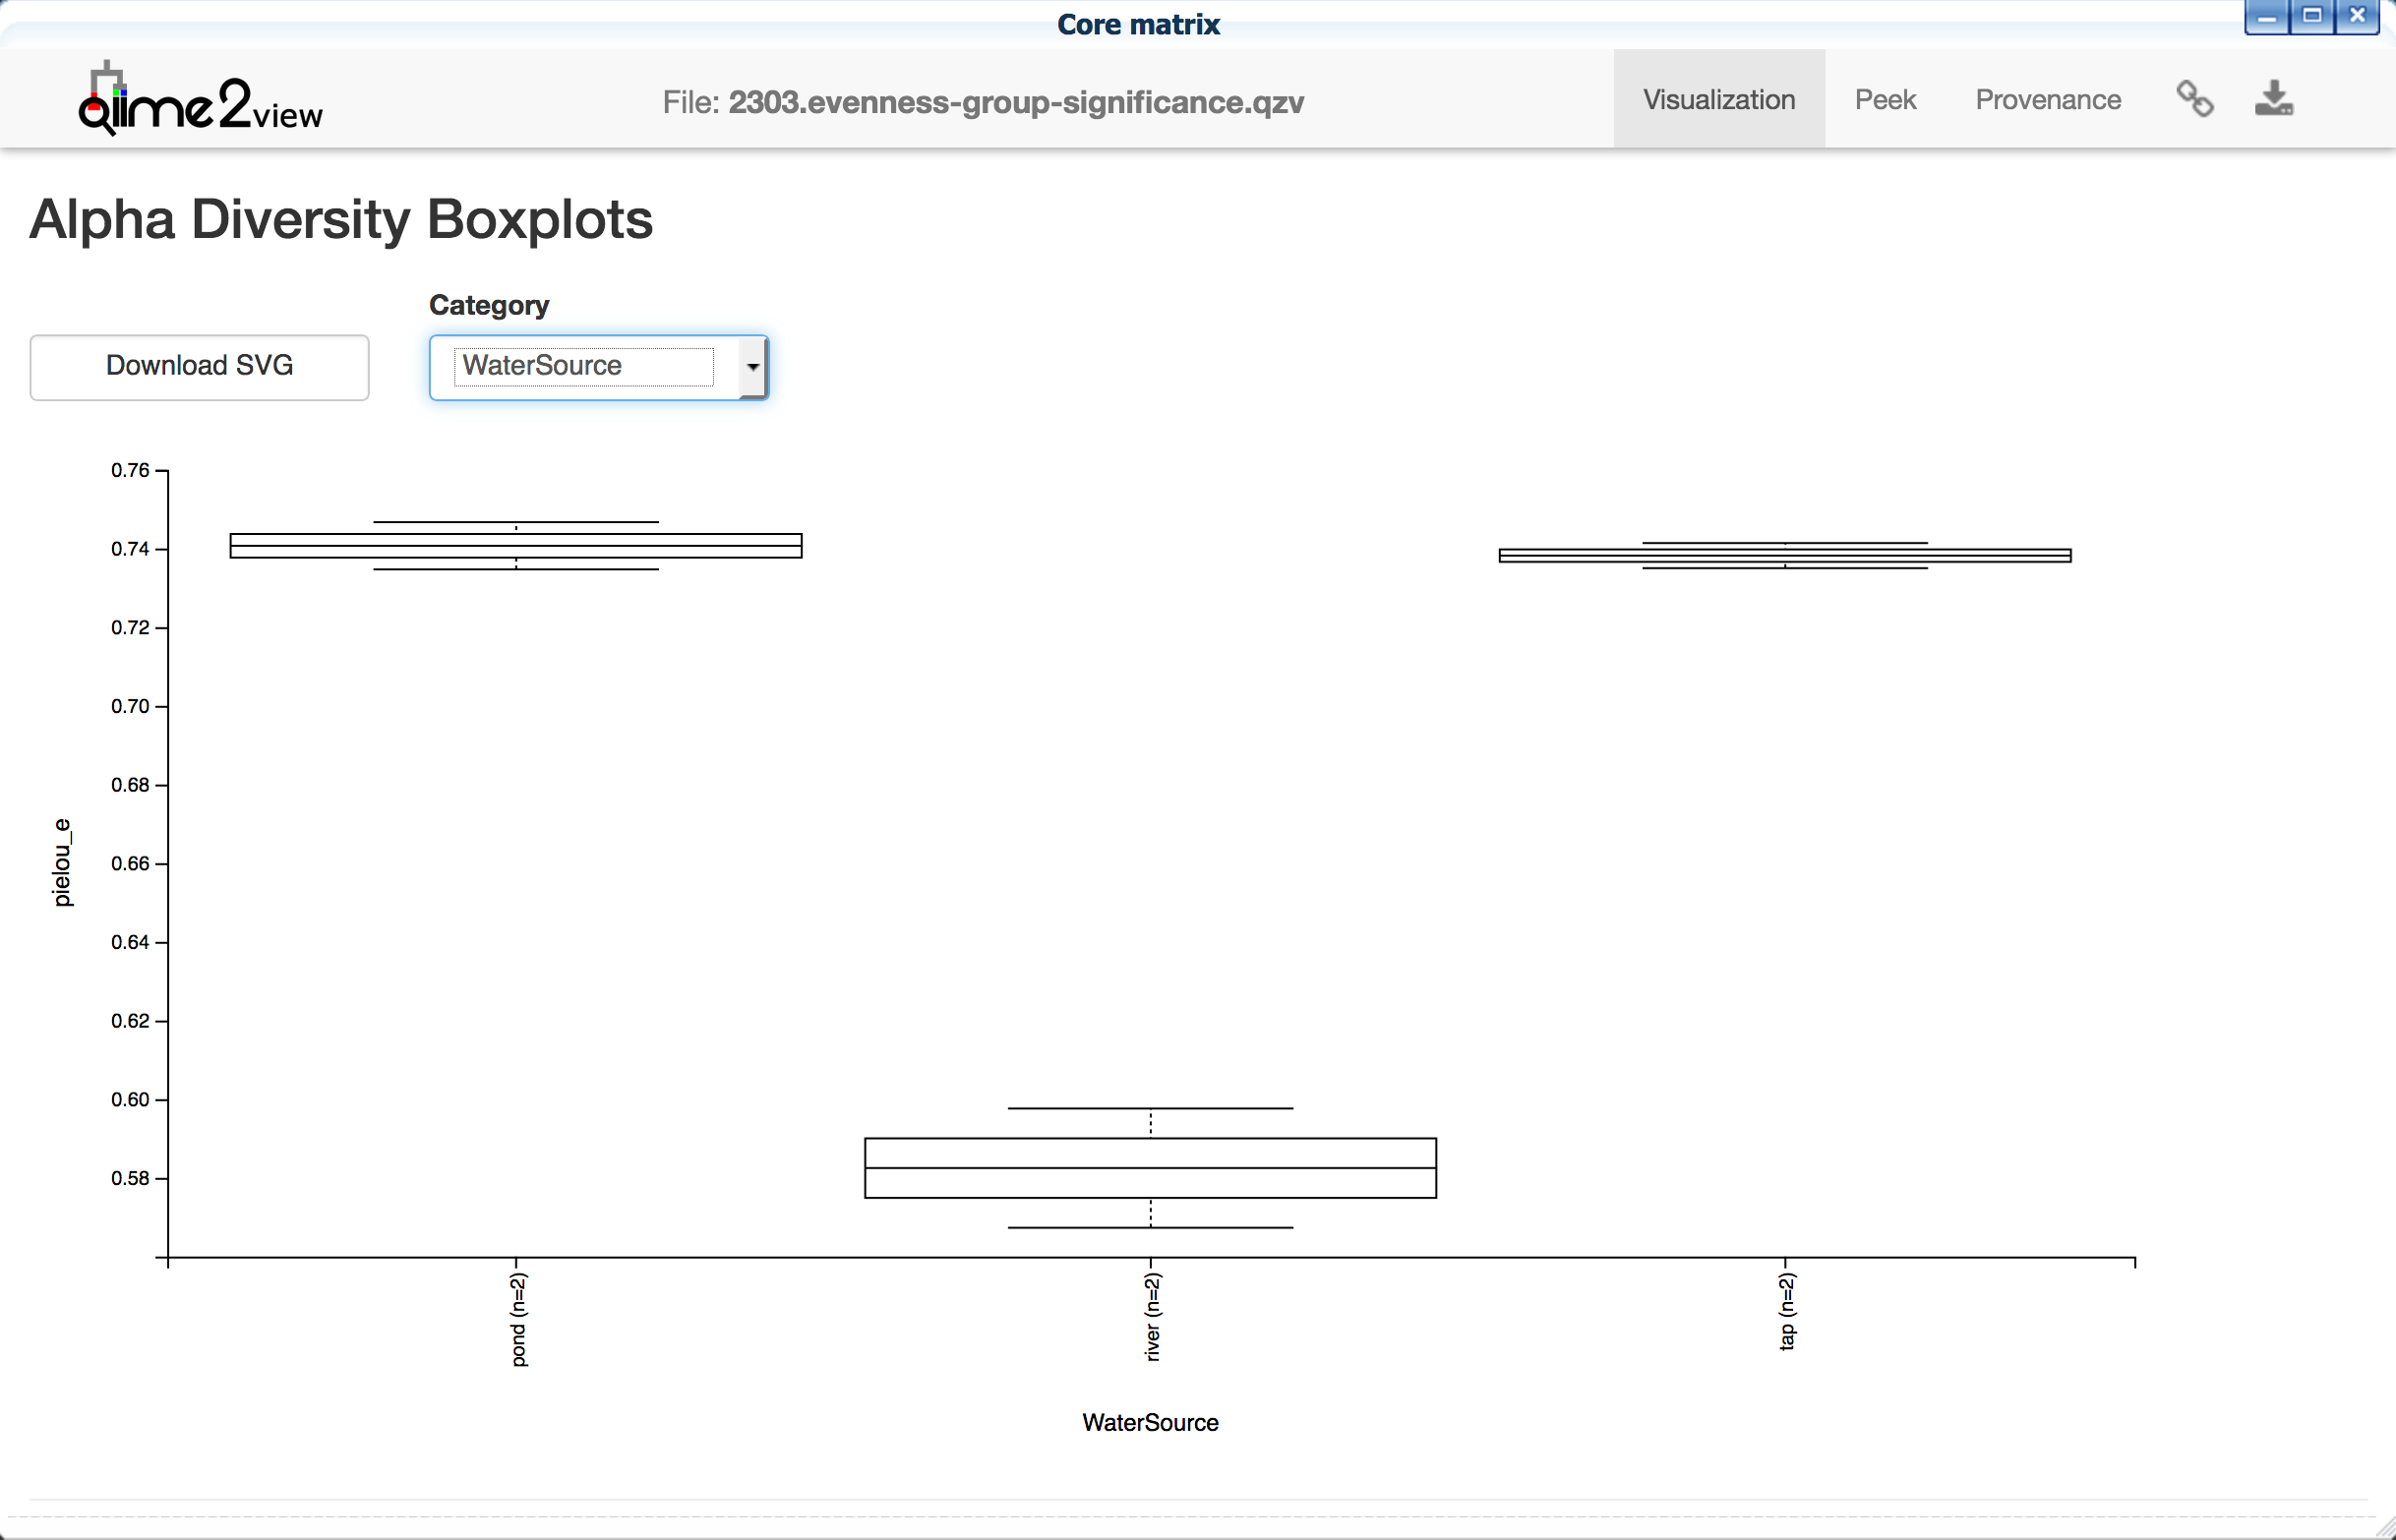 Core matrix
qiime2view
File: 2303.evenness-group-significance.qzv
Visualization
Peek
Provenance
Alpha Diversity Boxplots
Category
Download SVG
WaterSource
0.76
0.74
0.72
0.70
0.68
0.66
0.64
0.62
0.60
0.58
pielou_e
pond (n=2)
river (n=2)
tap (n=2)
WaterSource